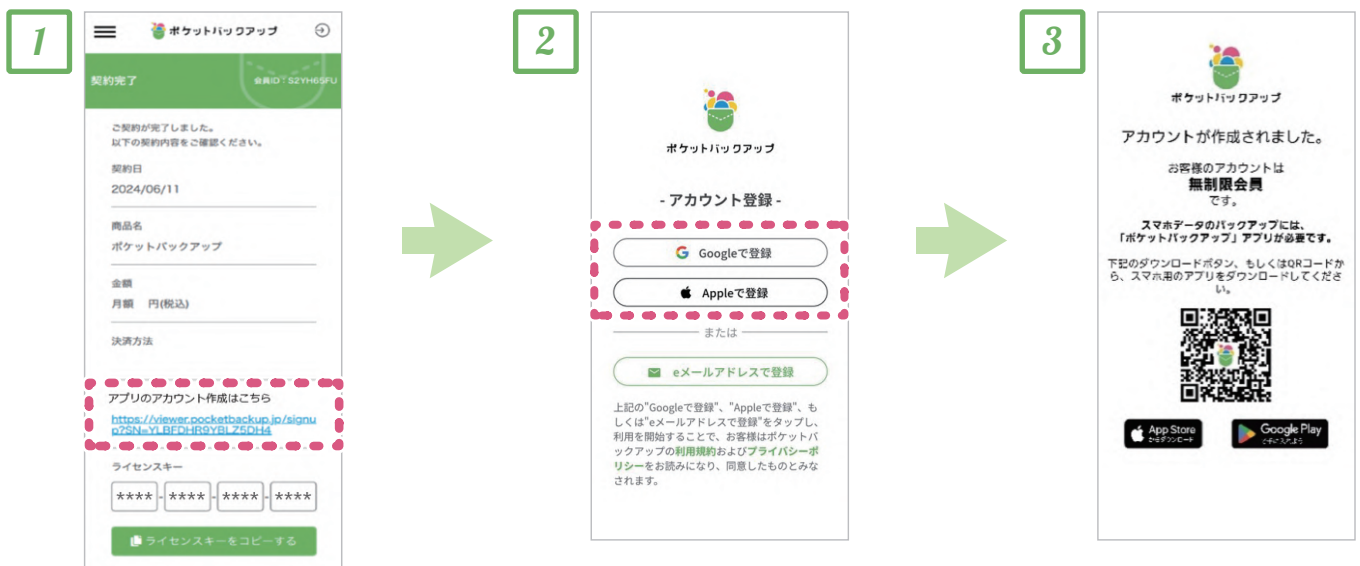 1
ポケットバックアップ
契約完了
会員ID：S2YH65FU
ご契約が完了しました。
以下の契約内容をご確認ください。
契約日
2024/06/11
商品名
ポケットバックアップ
金額
月額 円(税込)
決済方法
アプリのアカウント作成はこちら
https://viewer.pocketbackup.jp/signu
p?SN=YLBFDHR9YBLZ5DH4
ライセンスキー
****-****-****-****
ライセンスキーをコピーする
2
ポケットバックアップ
- アカウント登録 -
Googleで登録
Appleで登録
または
eメールアドレスで登録
上記の"Googleで登録"、"Appleで登録"、も
しくは"eメールアドレスで登録"をタップし、
利用を開始することで、お客様はポケットバ
ックアップの利用規約およびプライバシーポ
リシーをお読みになり、同意したものとみな
されます。
3
ポケットバックアップ
アカウントが作成されました。
お客様のアカウントは
無制限会員
です。
スマホデータのバックアップには、
「ポケットバックアップ」アプリが必要です。
下記のダウンロードボタン、もしくはQRコードか
ら、スマホ用のアプリをダウンロードしてくださ
い。
App Store
からダウンロード
Google Play
で手に入れよう